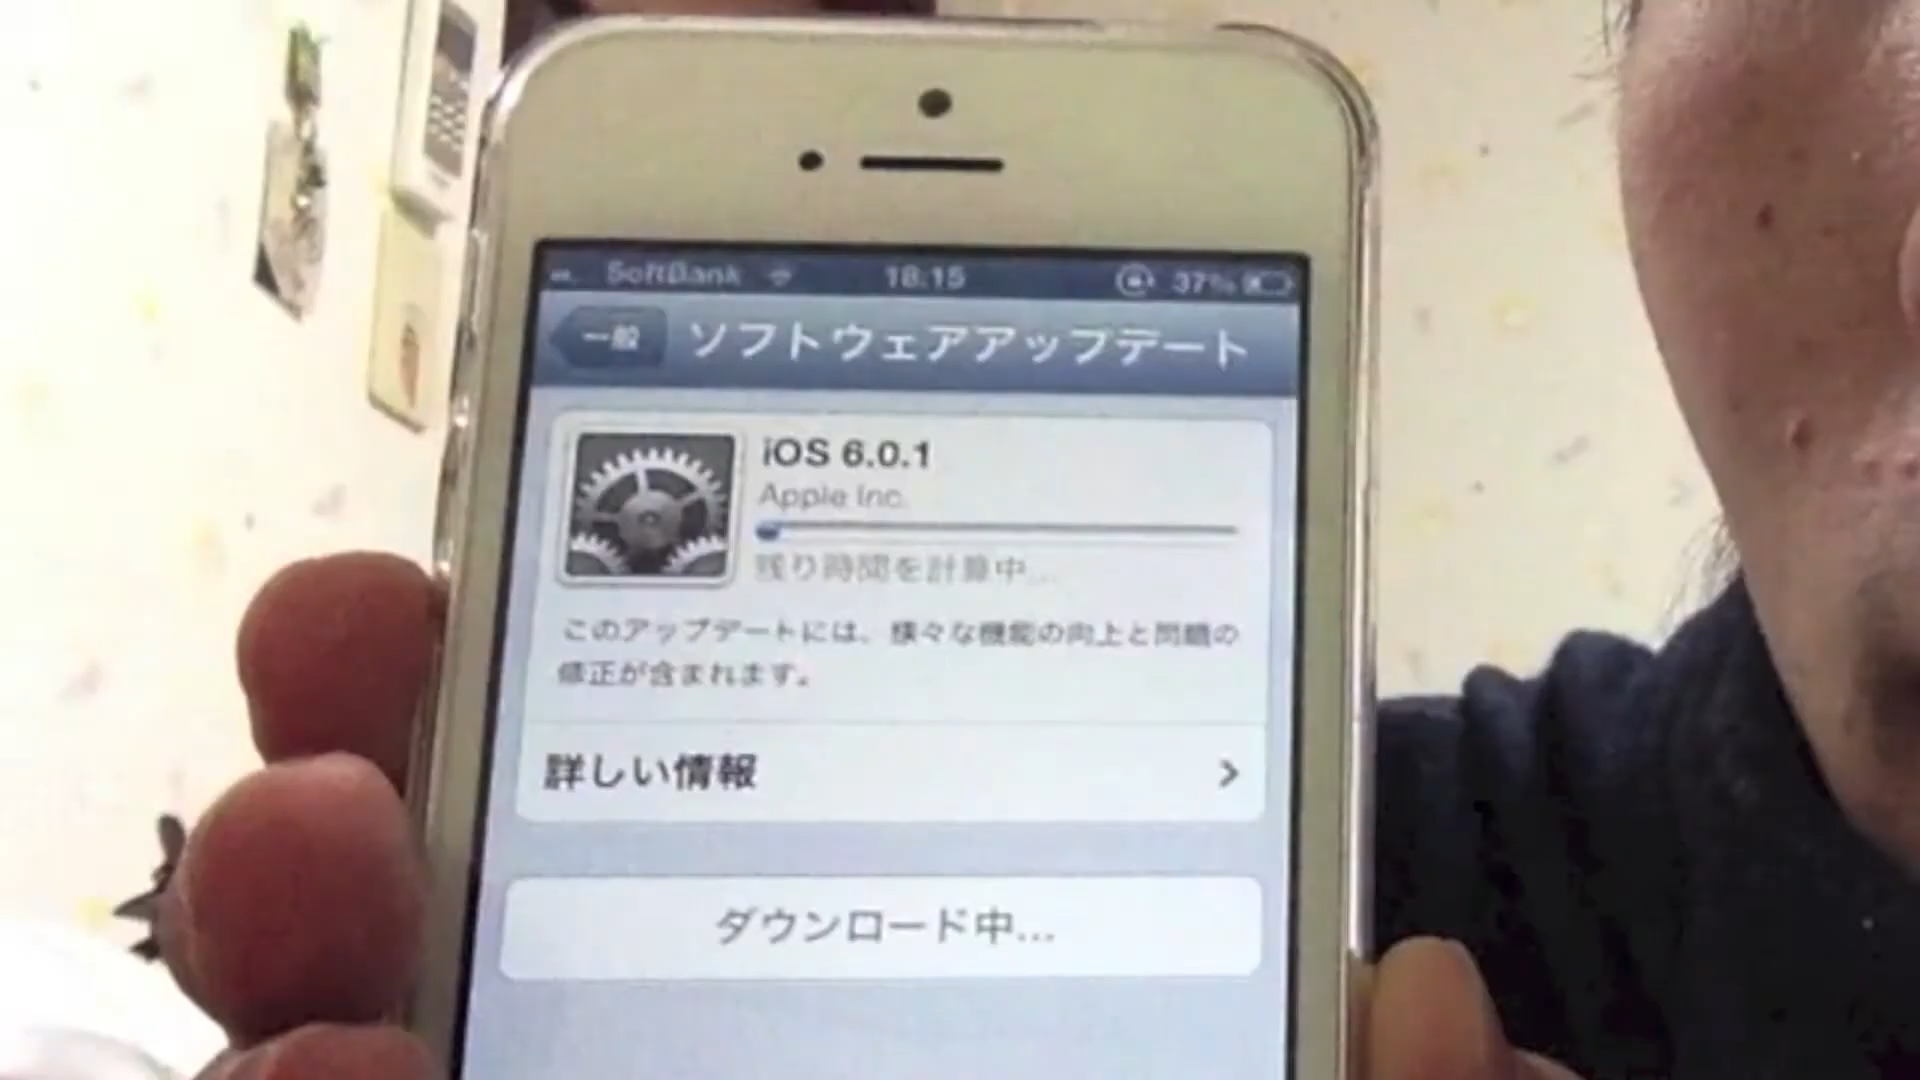 SoftBank 18:15 37%
一般 ソフトウェアアップデート
iOS 6.0.1
Apple Inc.
残り時間を計算中...
このアップデートには、様々な機能の向上と問題の
修正が含まれます。
詳しい情報
ダウンロード中...